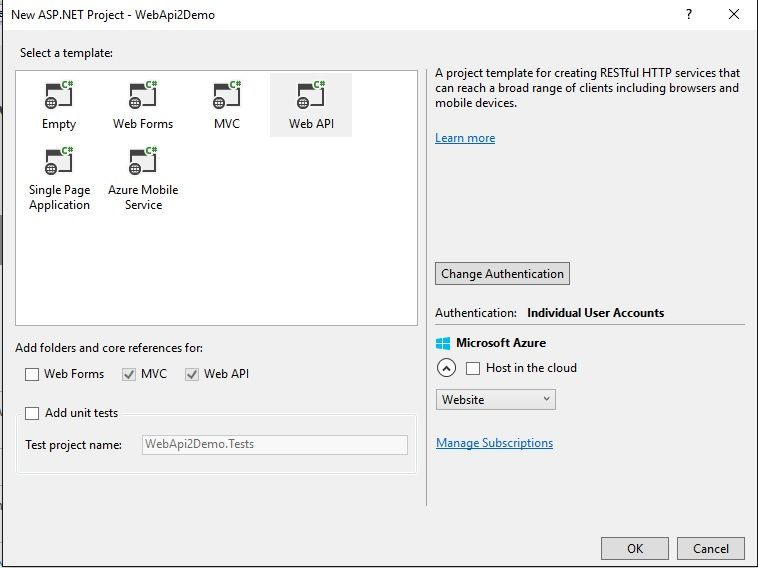 New ASP.NET Project - WebApi2Demo
?
Select a template:
C# C# C# C#
Empty Web Forms MVC Web API
C# C#
Single Page Application
Azure Mobile Service
A project template for creating RESTful HTTP services that
can reach a broad range of clients including browsers and
mobile devices.
Learn more
Change Authentication
Authentication: Individual User Accounts
Microsoft Azure
Host in the cloud
Website
Manage Subscriptions
Add folders and core references for:
Web Forms MVC Web API
Add unit tests
Test project name: WebApi2Demo.Tests
OK Cancel